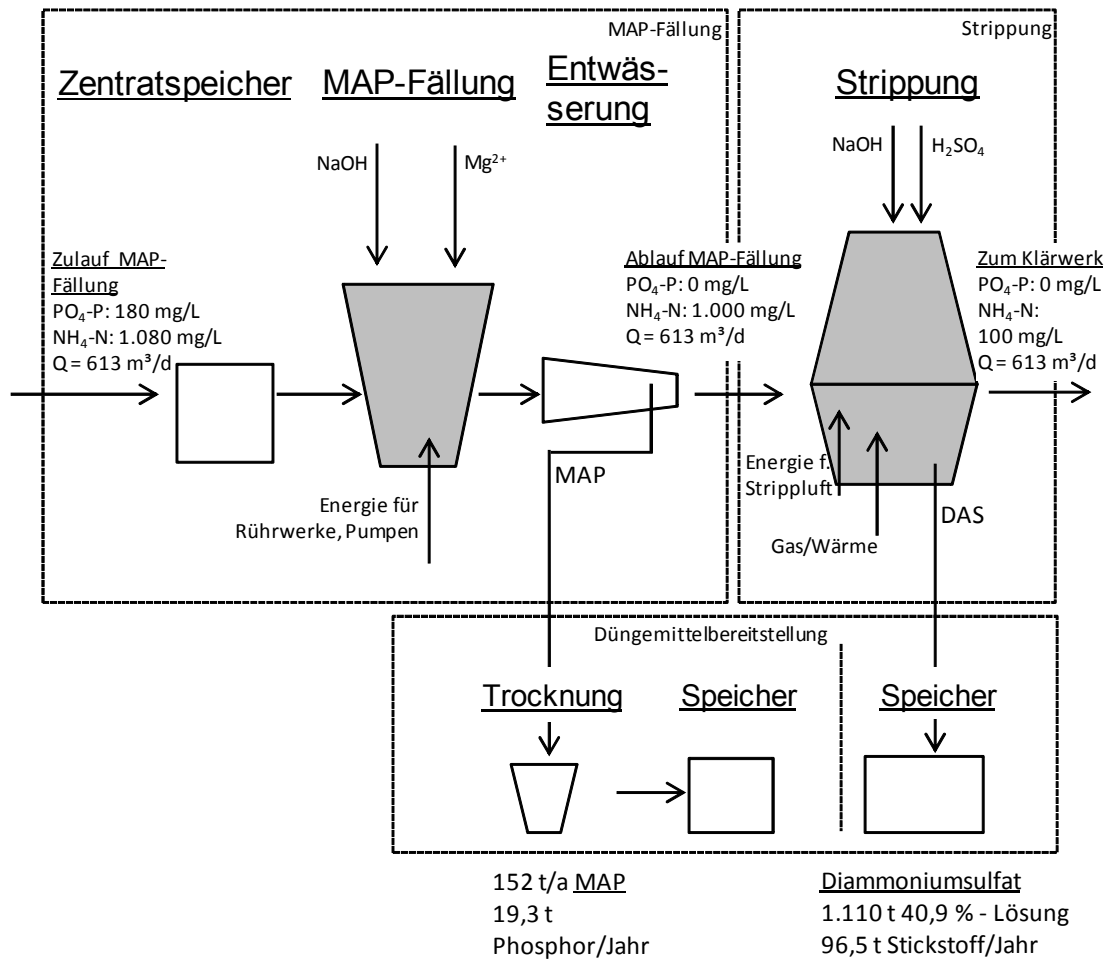 MAP-Fällung
Strippung
Zentratspeicher
MAP-Fällung
Entwäs-
serung
Strippung
NaOH
Mg²⁺
NaOH
H₂SO₄
Zulauf MAP-
Fällung
PO₄-P: 180 mg/L
NH₄-N: 1.080 mg/L
Q = 613 m³/d
Ablauf MAP-Fällung
PO₄-P: 0 mg/L
NH₄-N: 1.000 mg/L
Q = 613 m³/d
Zum Klärwerk
PO₄-P: 0 mg/L
NH₄-N:
100 mg/L
Q = 613 m³/d
Energie für
Rührwerke, Pumpen
MAP
Energie f.
Strippluft
Gas/Wärme
DAS
Düngemittelbereitstellung
Trocknung
Speicher
Speicher
152 t/a MAP
19,3 t
Phosphor/Jahr
Diammoniumsulfat
1.110 t 40,9 % - Lösung
96,5 t Stickstoff/Jahr